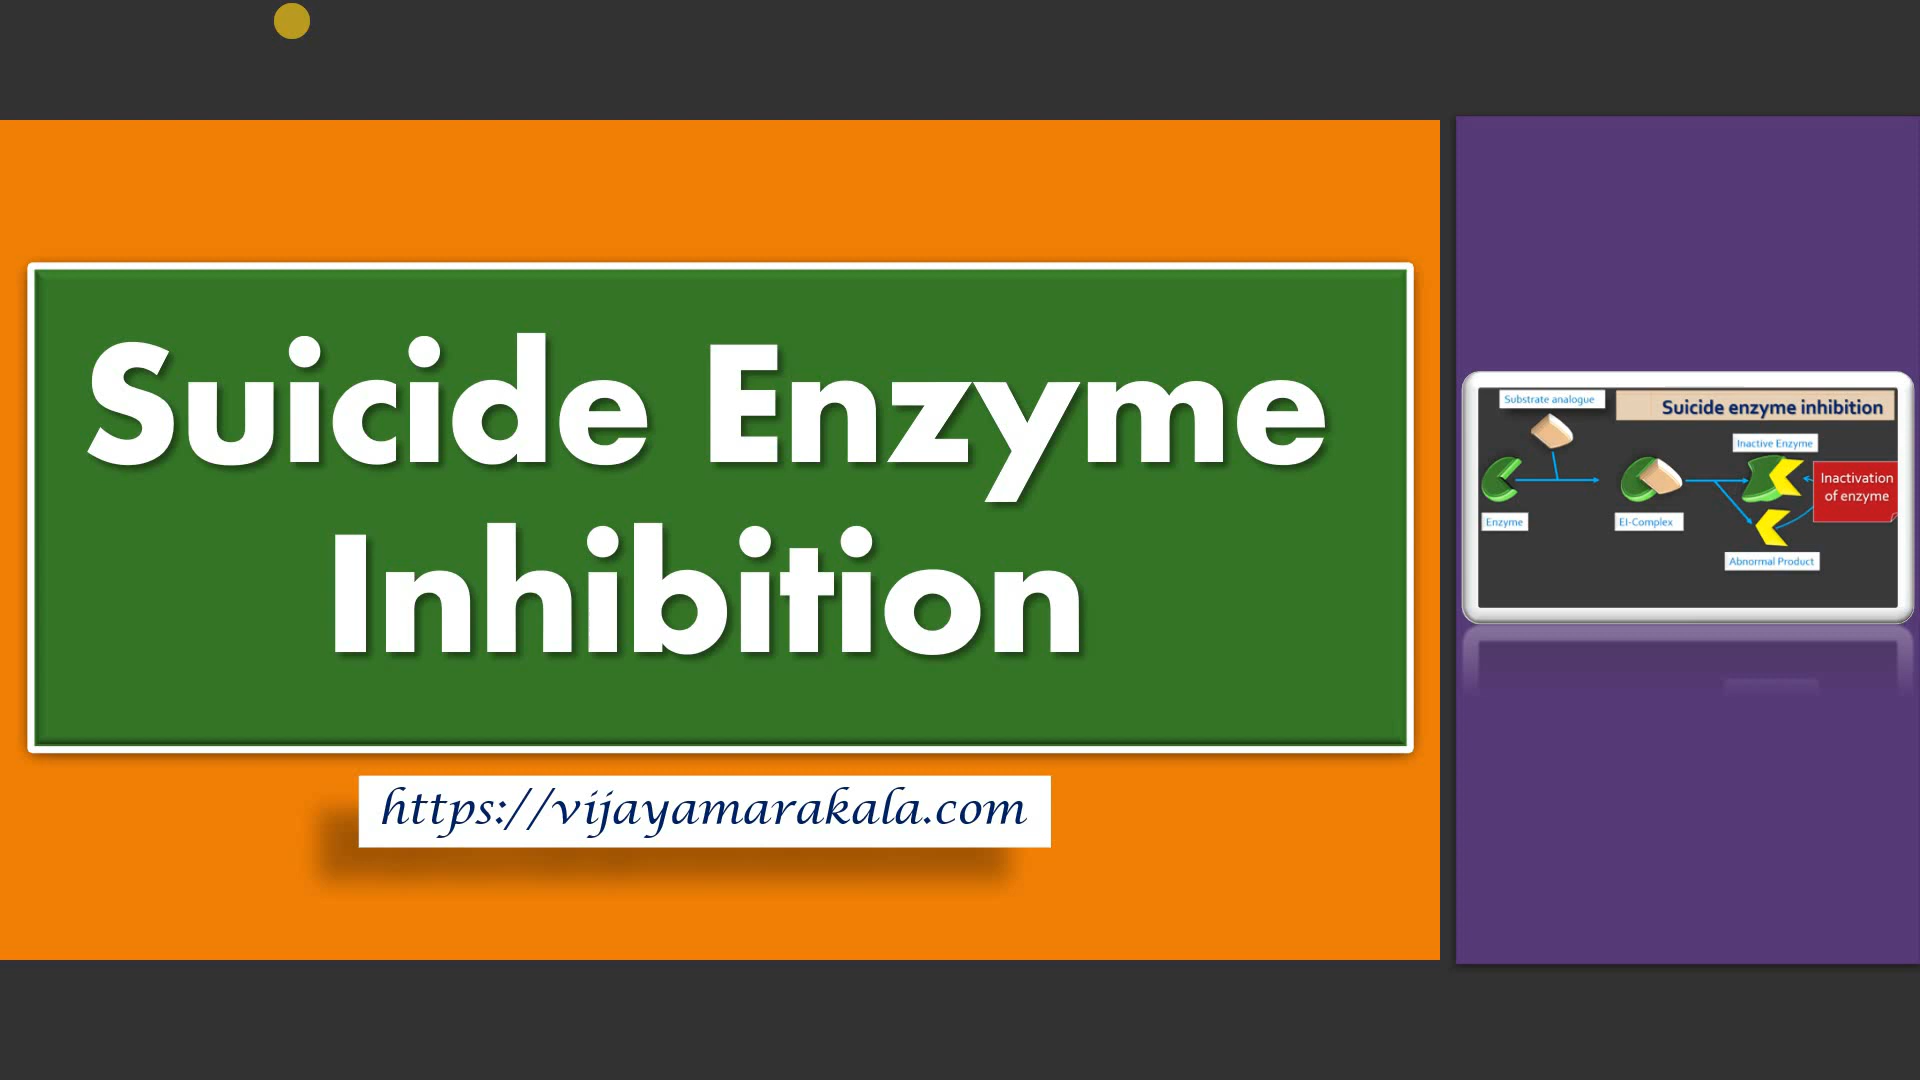 Suicide Enzyme
Inhibition
https://vijayamarakala.com
Substrate analogue
Suicide enzyme inhibition
Inactive Enzyme
Inactivation
of enzyme
Enzyme
EI-Complex
Abnormal Product